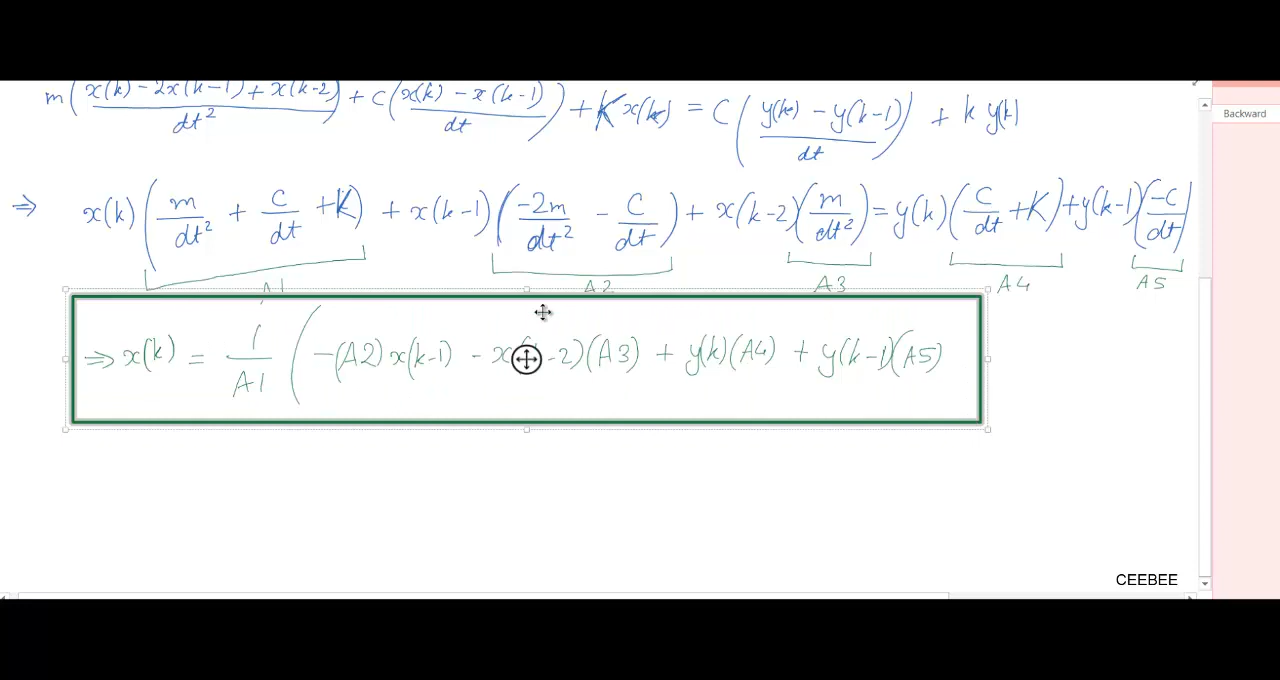 m((x(k) - 2x(k-1) + x(k-2))/dt²) + c((x(k) - x(k-1))/dt) + K x(k) = C((y(k) - y(k-1))/dt) + k y(k)
Backward
⇒ x(k)(m/dt² + C/dt + K) + x(k-1)(-2m/dt² - C/dt) + x(k-2)(m/dt²) = y(k)(C/dt + K) + y(k-1)(-C/dt)
A1 A2 A3 A4 A5
⇒ x(k) = 1/A1 ( -(A2) x(k-1) - x( -2)(A3) + y(k)(A4) + y(k-1)(A5)
CEEBEE